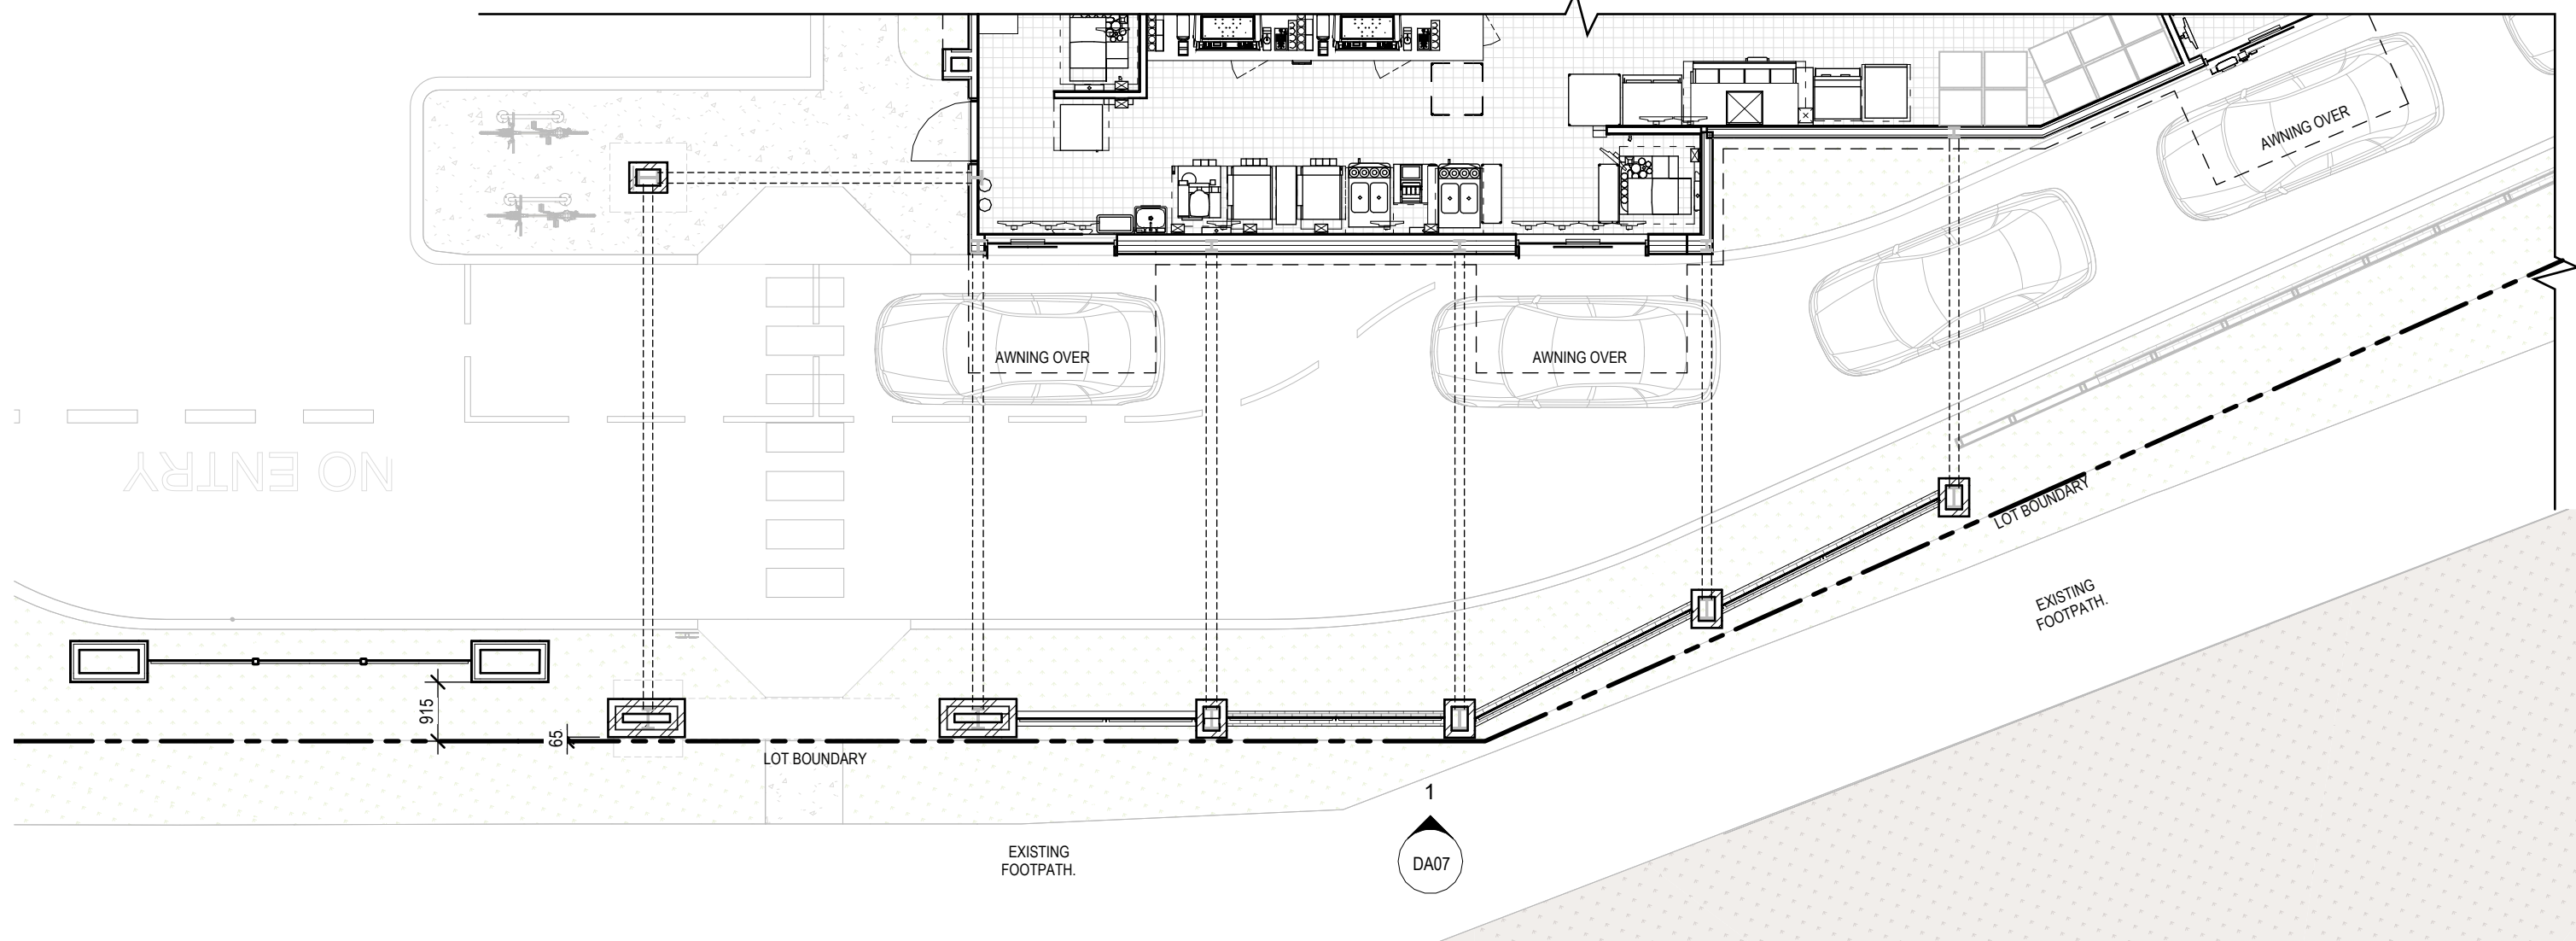 AWNING OVER
AWNING OVER
AWNING OVER
NO ENTRY
LOT BOUNDARY
EXISTING
FOOTPATH.
915
65
LOT BOUNDARY
1
DA07
EXISTING
FOOTPATH.